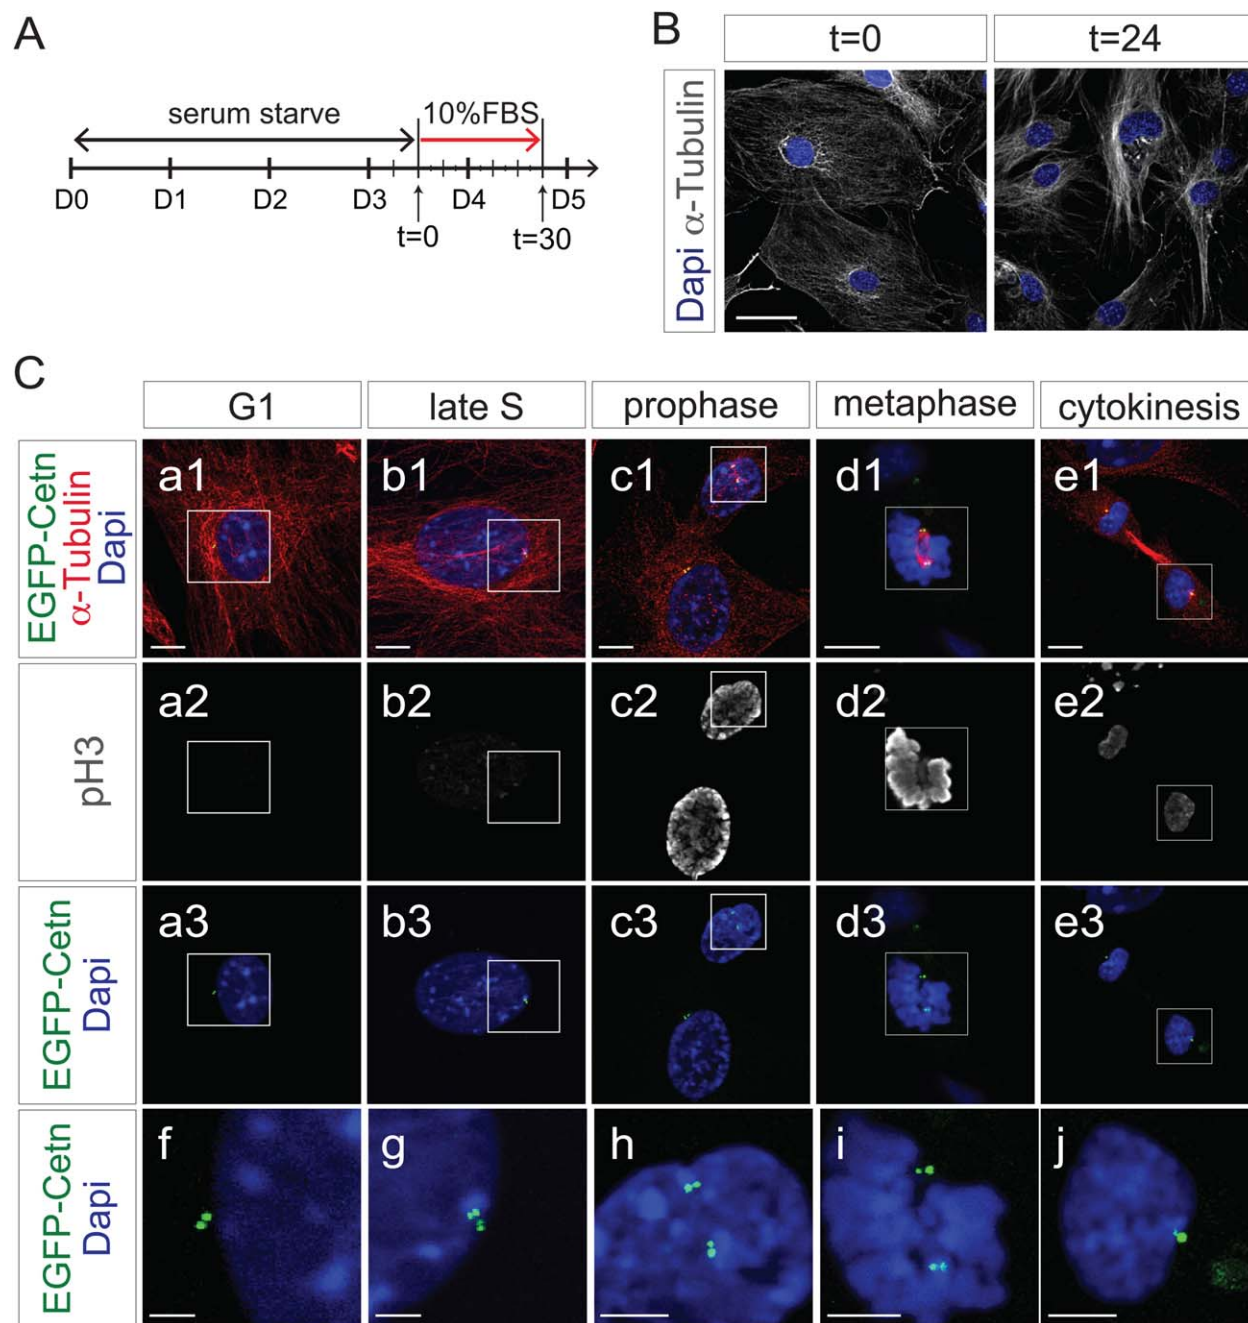 A
serum starve
10%FBS
D0 D1 D2 D3 D4 D5
t=0 t=30
B
t=0 t=24
Dapi α-Tubulin
C
G1 late S prophase metaphase cytokinesis
EGFP-Cetn
α-Tubulin
Dapi
a1 b1 c1 d1 e1
pH3
a2 b2 c2 d2 e2
EGFP-Cetn
Dapi
a3 b3 c3 d3 e3
EGFP-Cetn
Dapi
f g h i j